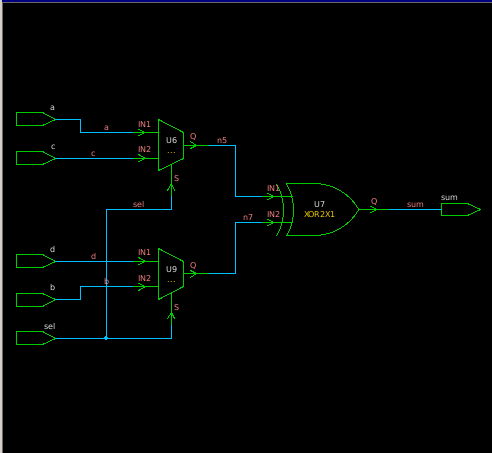 a
a
IN1
U6
...
Q
n5
c
c
IN2
S
sel
IN1
U7
XOR2X1
Q
sum
sum
n7
IN2
d
d
IN1
U9
...
Q
b
b
IN2
S
sel